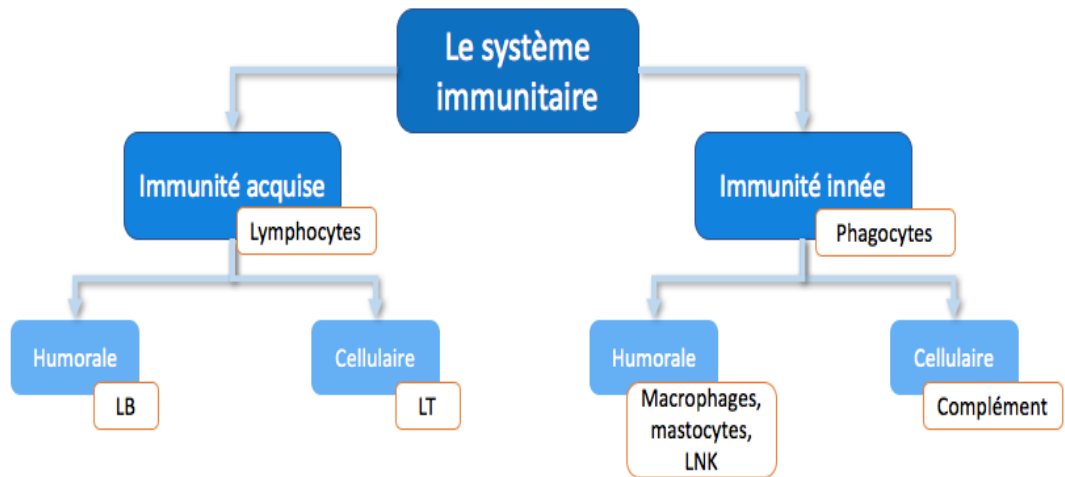 Le système
immunitaire
Immunité acquise
Lymphocytes
Immunité innée
Phagocytes
Humorale
LB
Cellulaire
LT
Humorale
Macrophages,
mastocytes,
LNK
Cellulaire
Complément